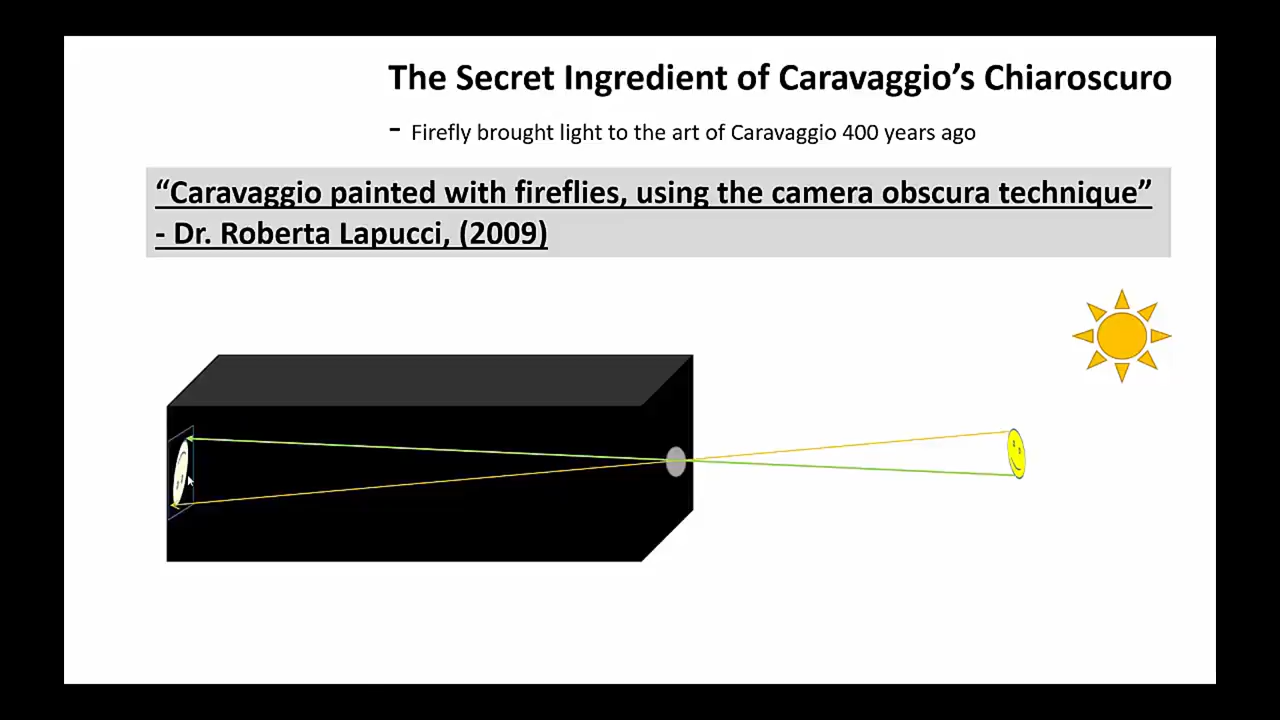 The Secret Ingredient of Caravaggio’s Chiaroscuro
- Firefly brought light to the art of Caravaggio 400 years ago
“Caravaggio painted with fireflies, using the camera obscura technique”
- Dr. Roberta Lapucci, (2009)